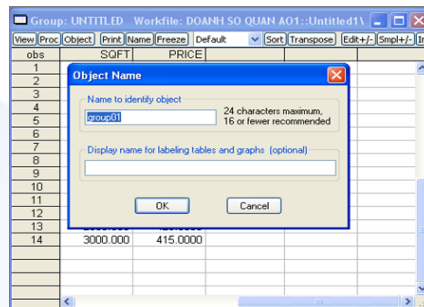 Group: UNTITLED Workfile: DOANH SO QUAN AO1::Untitled1\
View Proc Object Print Name Freeze Default Sort Transpose Edit+/- Smpl+/-
obs SQFT PRICE
1
2
3
4
5
6
7
8
9
10
11
12
13
14 3000.000 415.0000
Object Name
Name to identify object
group01
24 characters maximum,
16 or fewer recommended
Display name for labeling tables and graphs (optional)
OK Cancel